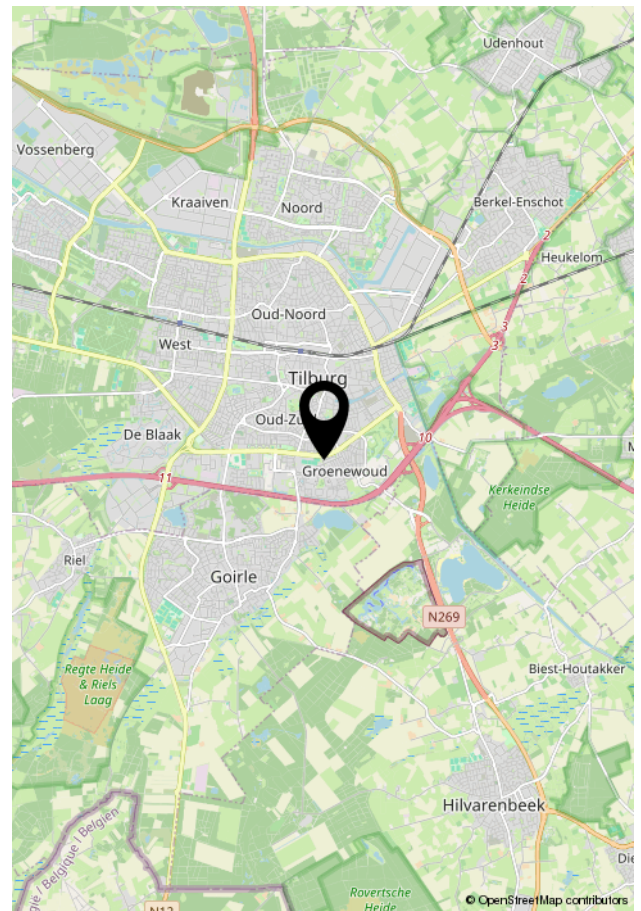 Udenhout
Vossenberg
Kraaiven
Noord
Berkel-Enschot
2
Heukelom
2
Oud-Noord
3
West
3
Tilburg
De Blaak
10
Groenewoud
11
Kerkeindse
Heide
Riel
Goirle
N269
Regte Heide
& Riels
Laag
Biest-Houtakker
Hilvarenbeek
België I Belgique I Belgien
Rovertsche
Heide
© OpenStreetMap contributors